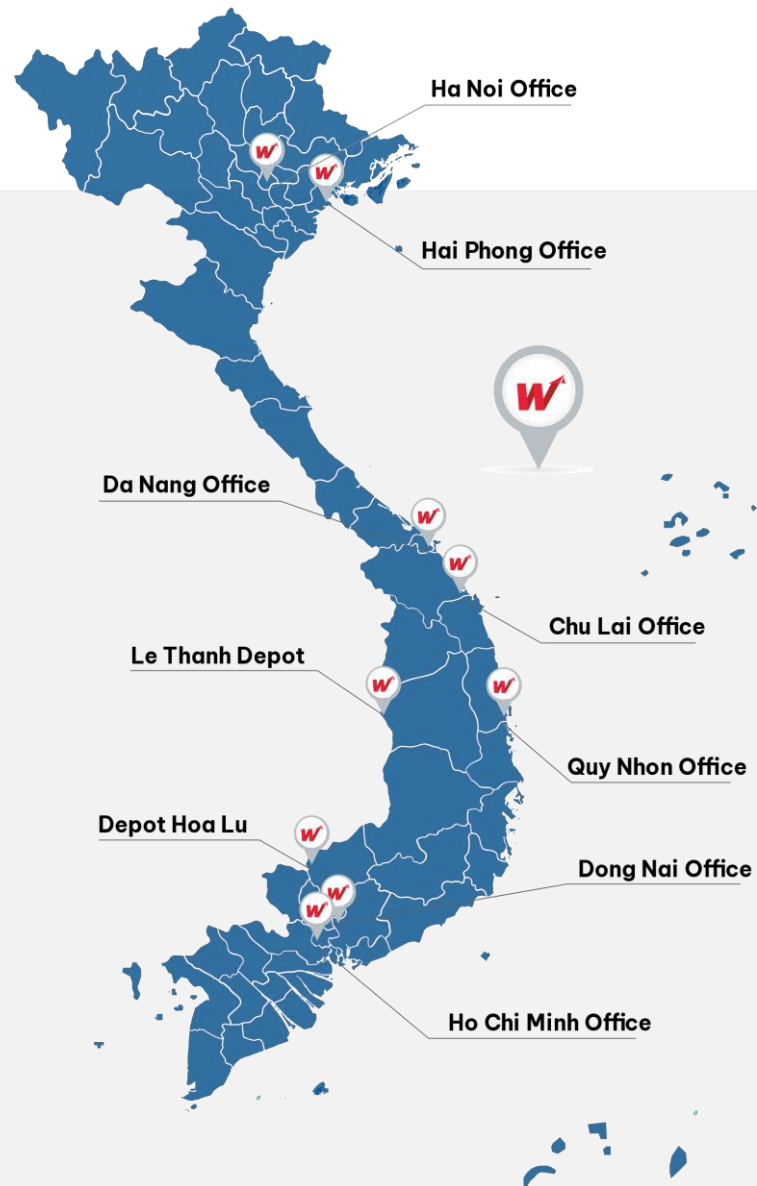 Ha Noi Office
Hai Phong Office
Da Nang Office
Chu Lai Office
Le Thanh Depot
Quy Nhon Office
Depot Hoa Lu
Dong Nai Office
Ho Chi Minh Office